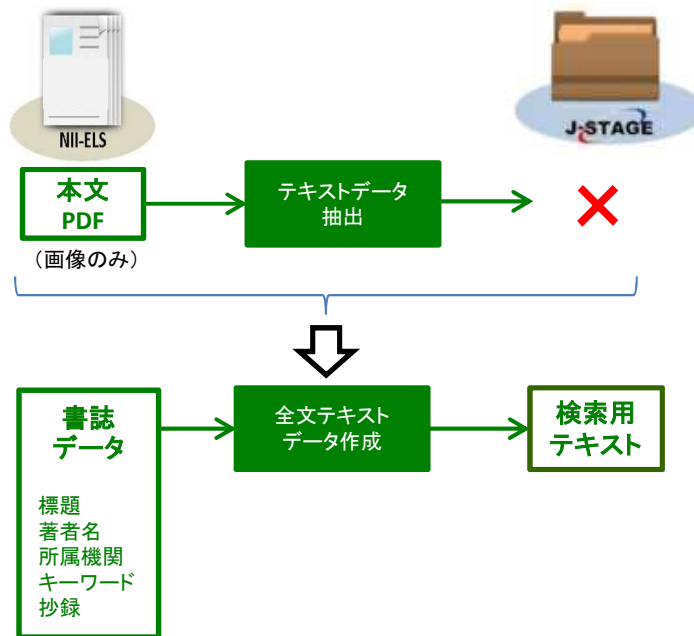 NII-ELS
J-STAGE
本文
PDF
テキストデータ
抽出
（画像のみ）
書誌
データ
標題
著者名
所属機関
キーワード
抄録
全文テキスト
データ作成
検索用
テキスト